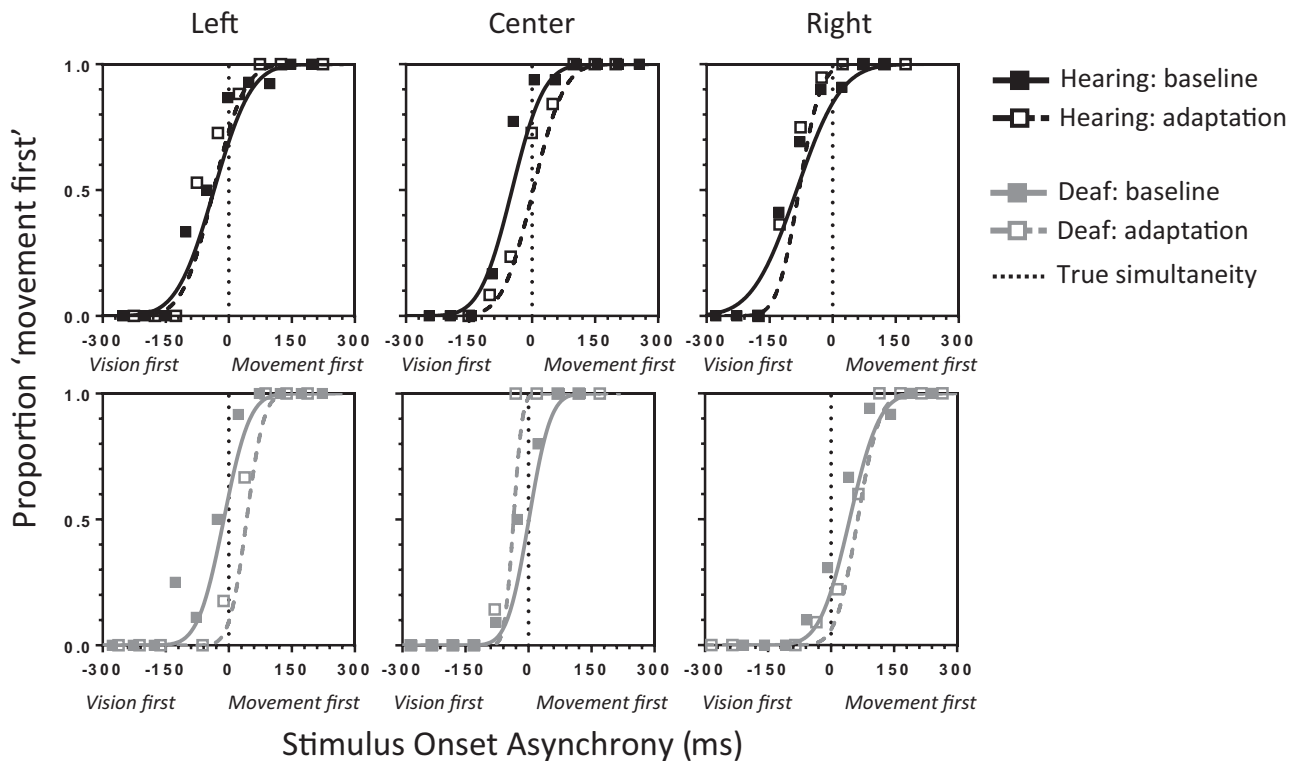 Left Center Right
Hearing: baseline
Hearing: adaptation
Deaf: baseline
Deaf: adaptation
True simultaneity
Proportion 'movement first'
1.0
0.5
0.0
-300 -150 0 150 300 -300 -150 0 150 300 -300 -150 0 150 300
Vision first Movement first Vision first Movement first Vision first Movement first
1.0
0.5
0.0
-300 -150 0 150 300 -300 -150 0 150 300 -300 -150 0 150 300
Vision first Movement first Vision first Movement first Vision first Movement first
Stimulus Onset Asynchrony (ms)